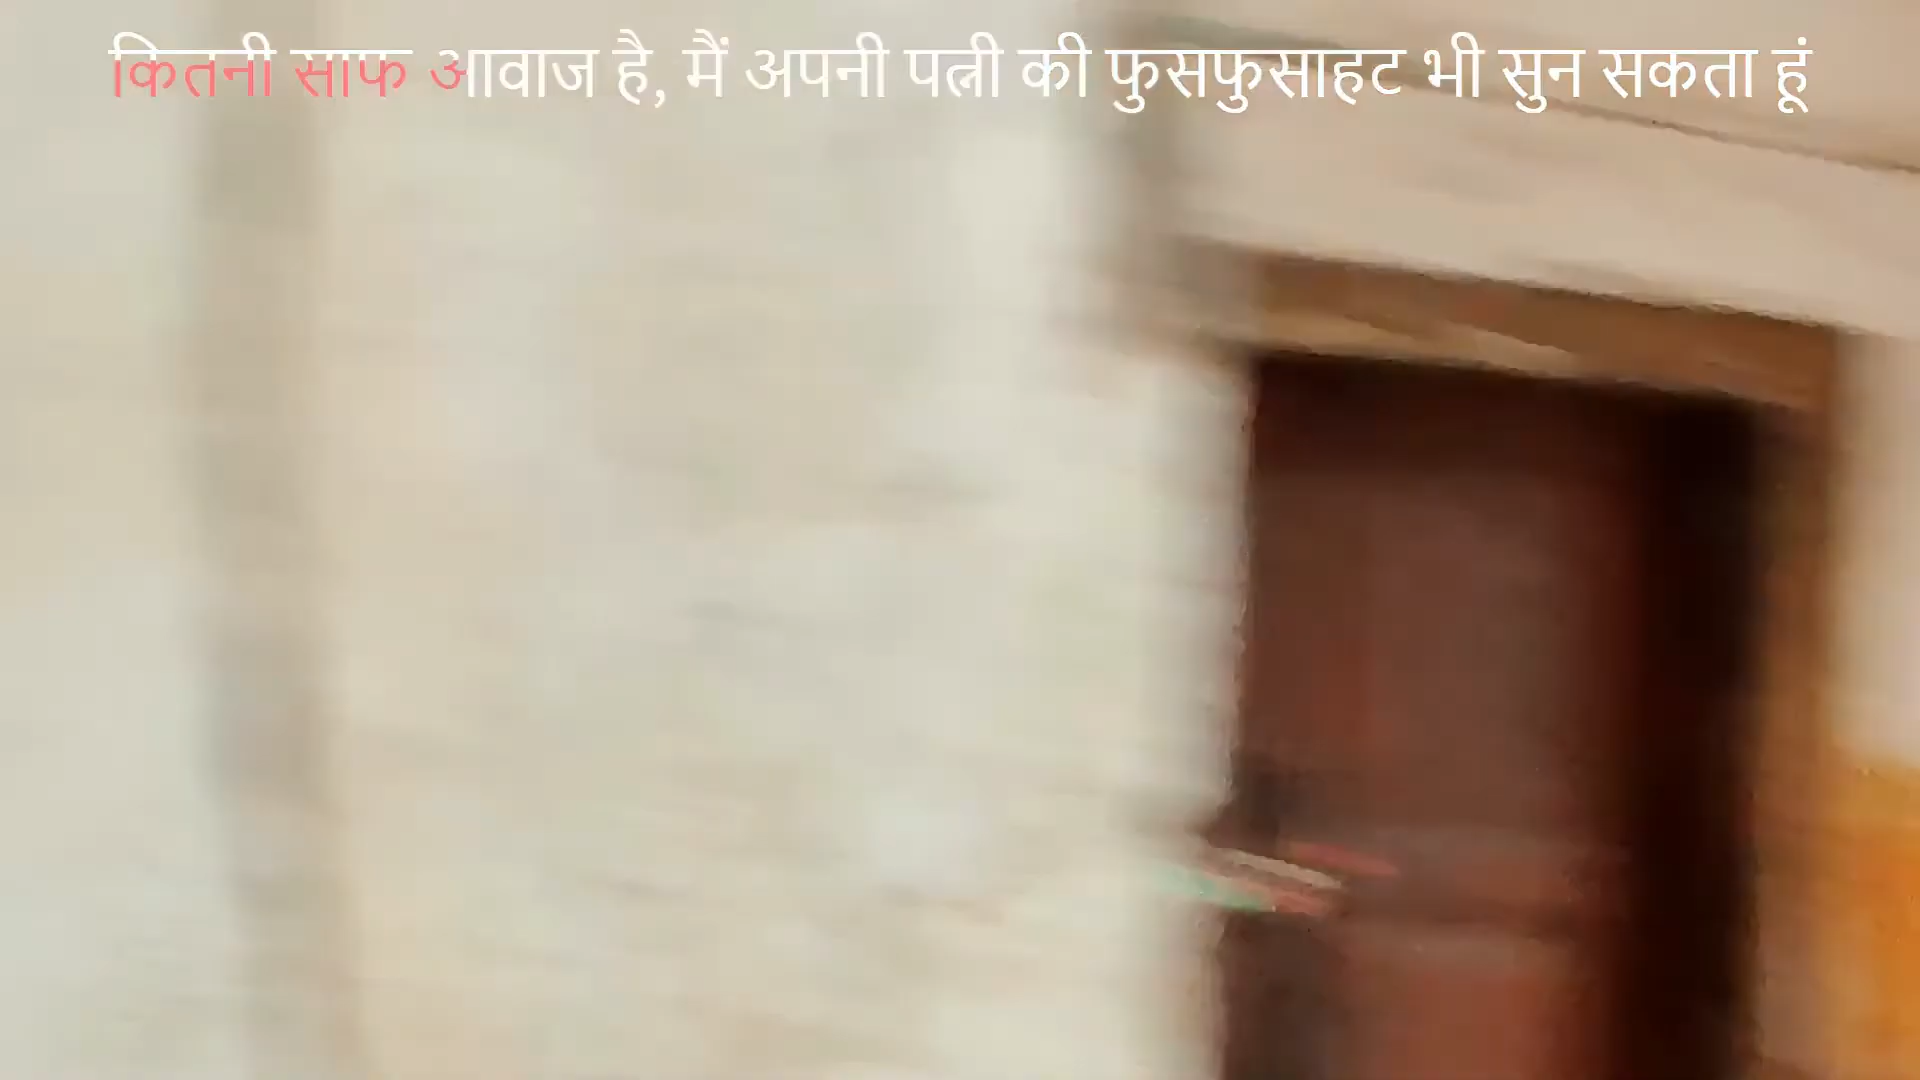 कितनी साफ आवाज है, मैं अपनी पत्नी की फुसफुसाहट भी सुन सकता हूं